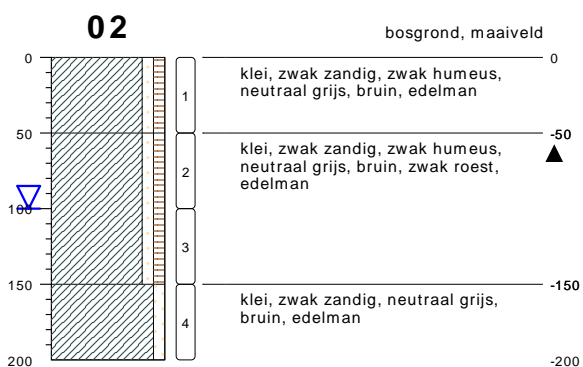 02
bosgrond, maaiveld
0
0
klei, zwak zandig, zwak humeus,
neutraal grijs, bruin, edelman
1
50
-50
klei, zwak zandig, zwak humeus,
neutraal grijs, bruin, zwak roest,
edelman
2
100
3
150
-150
klei, zwak zandig, neutraal grijs,
bruin, edelman
4
200
-200